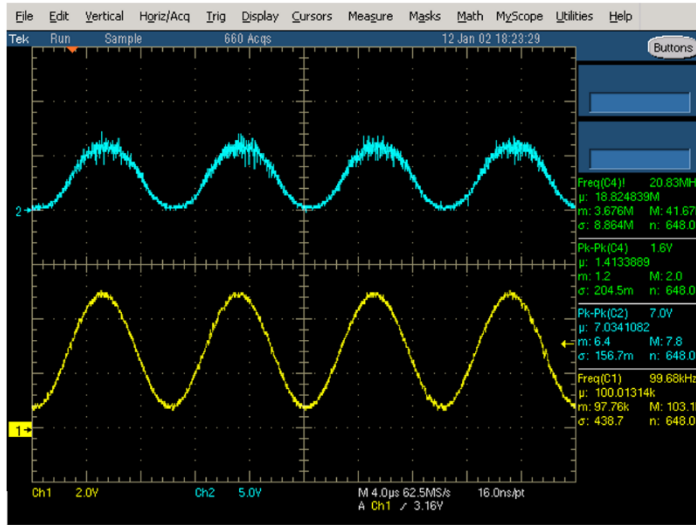 File Edit Vertical Horiz/Acq Trig Display Cursors Measure Masks Math MyScope Utilities Help
Tek Run Sample 660 Acqs 12 Jan 02 18:23:29 Buttons
Freq(C4)! 20.83MH
µ: 18.824839M
m: 3.676M M: 41.67
σ: 8.864M n: 648.0
Pk-Pk(C4) 1.6V
µ: 1.4133889
m: 1.2 M: 2.0
σ: 204.5m n: 648.0
2
Pk-Pk(C2) 7.0V
µ: 7.0341082
m: 6.4 M: 7.8
σ: 156.7m n: 648.0
Freq(C1) 99.68kHz
µ: 100.01314k
m: 97.76k M: 103.1
σ: 438.7 n: 648.0
1
Ch1 2.0V Ch2 5.0V M 4.0µs 62.5MS/s 16.0ns/pt
A Ch1 / 3.16V